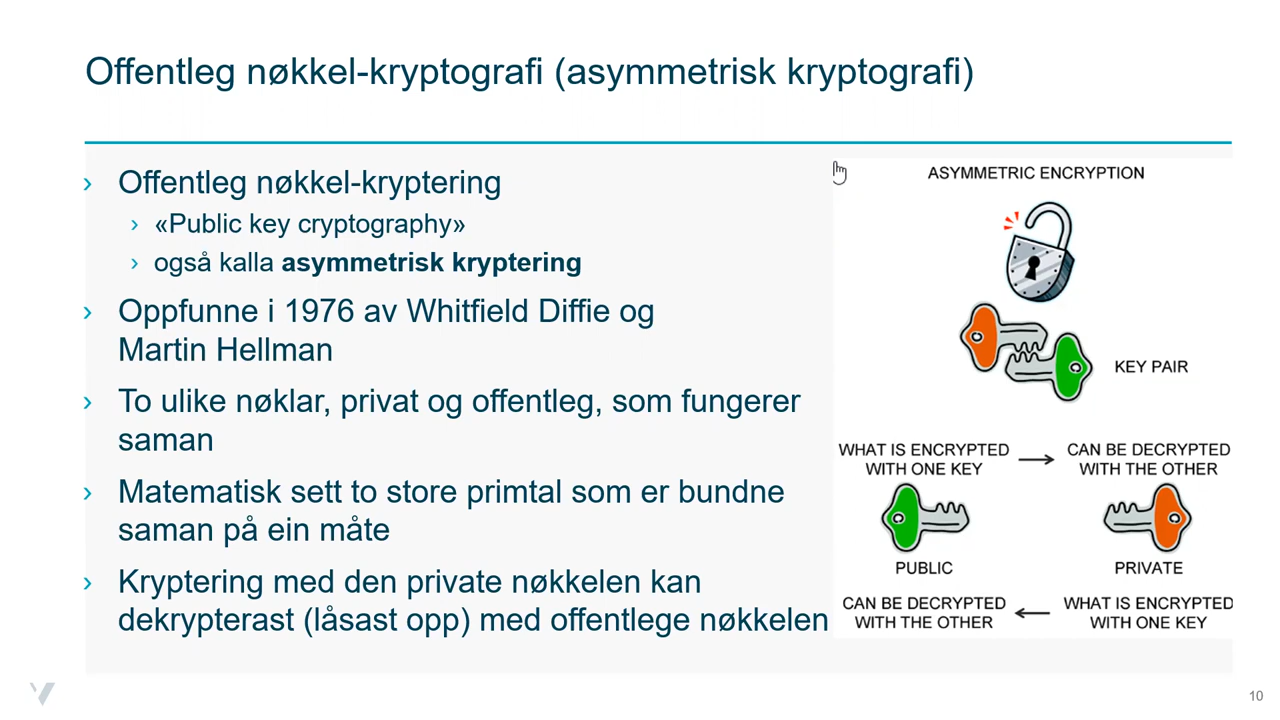 Offentleg nøkkel-kryptografi (asymmetrisk kryptografi)
› Offentleg nøkkel-kryptering
› «Public key cryptography»
› også kalla asymmetrisk kryptering
› Oppfunne i 1976 av Whitfield Diffie og
Martin Hellman
› To ulike nøklar, privat og offentleg, som fungerer
saman
› Matematisk sett to store primtal som er bundne
saman på ein måte
› Kryptering med den private nøkkelen kan
dekrypterast (låsast opp) med offentlege nøkkelen
ASYMMETRIC ENCRYPTION
KEY PAIR
WHAT IS ENCRYPTED
WITH ONE KEY
CAN BE DECRYPTED
WITH THE OTHER
PUBLIC
PRIVATE
CAN BE DECRYPTED
WITH THE OTHER
WHAT IS ENCRYPTED
WITH ONE KEY
10